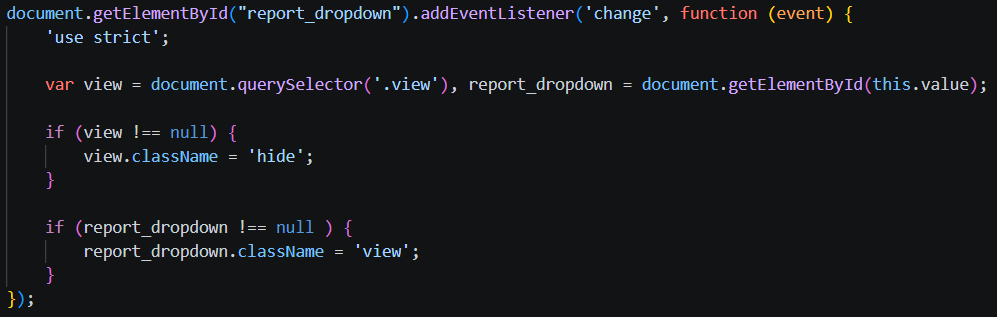 document.getElementById("report_dropdown").addEventListener('change', function (event) {
    'use strict';

    var view = document.querySelector('.view'), report_dropdown = document.getElementById(this.value);

    if (view !== null) {
        view.className = 'hide';
    }

    if (report_dropdown !== null ) {
        report_dropdown.className = 'view';
    }
});